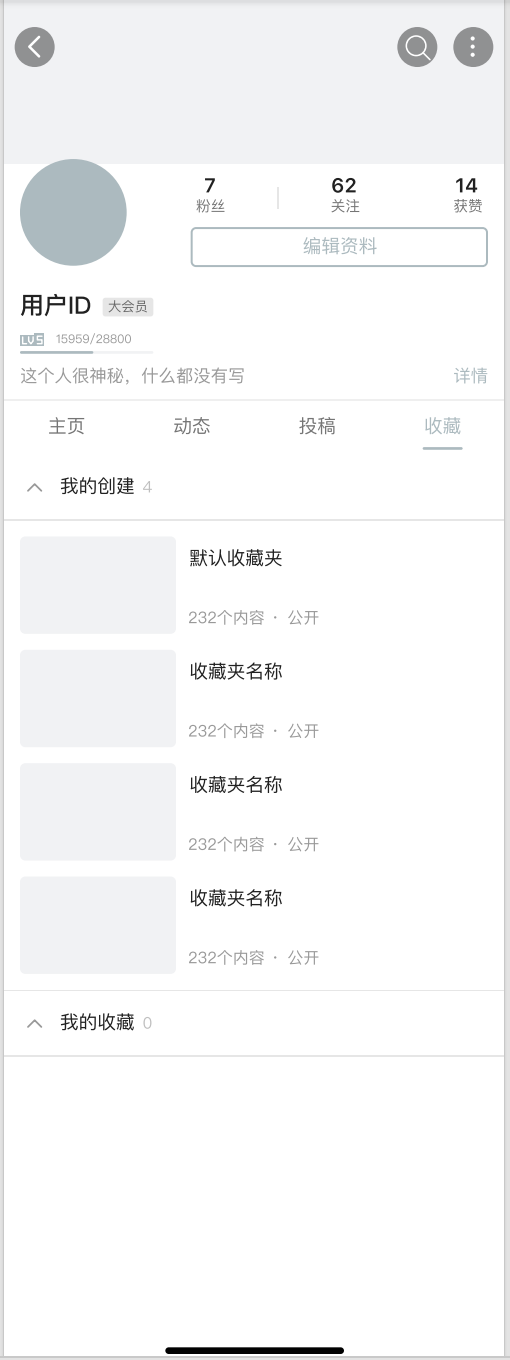 7
62
14
粉丝
关注
获赞
编辑资料
用户ID 大会员
LV5 15959/28800
这个人很神秘，什么都没有写 详情
主页 动态 投稿 收藏
我的创建 4
默认收藏夹
232个内容 · 公开
收藏夹名称
232个内容 · 公开
收藏夹名称
232个内容 · 公开
收藏夹名称
232个内容 · 公开
我的收藏 0